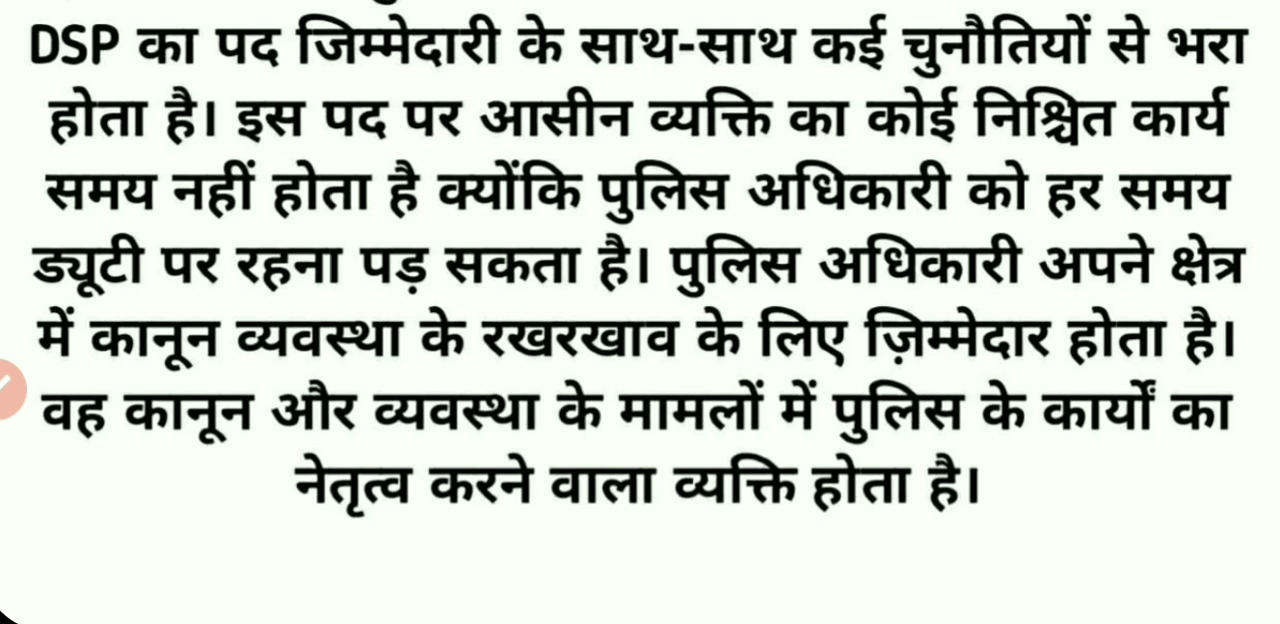 DSP का पद जिम्मेदारी के साथ-साथ कई चुनौतियों से भरा
होता है। इस पद पर आसीन व्यक्ति का कोई निश्चित कार्य
समय नहीं होता है क्योंकि पुलिस अधिकारी को हर समय
ड्यूटी पर रहना पड़ सकता है। पुलिस अधिकारी अपने क्षेत्र
में कानून व्यवस्था के रखरखाव के लिए ज़िम्मेदार होता है।
वह कानून और व्यवस्था के मामलों में पुलिस के कार्यों का
नेतृत्व करने वाला व्यक्ति होता है।